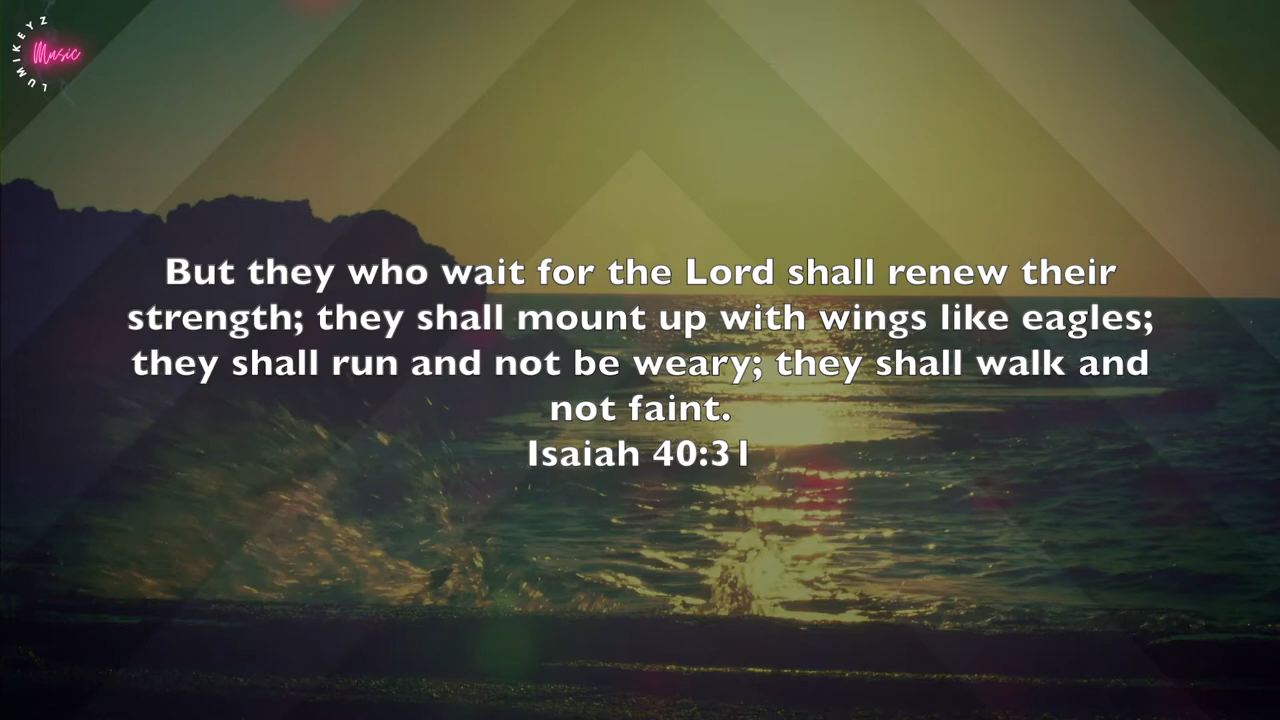 LUMIKEYZ
Music
But they who wait for the Lord shall renew their
strength; they shall mount up with wings like eagles;
they shall run and not be weary; they shall walk and
not faint.
Isaiah 40:31